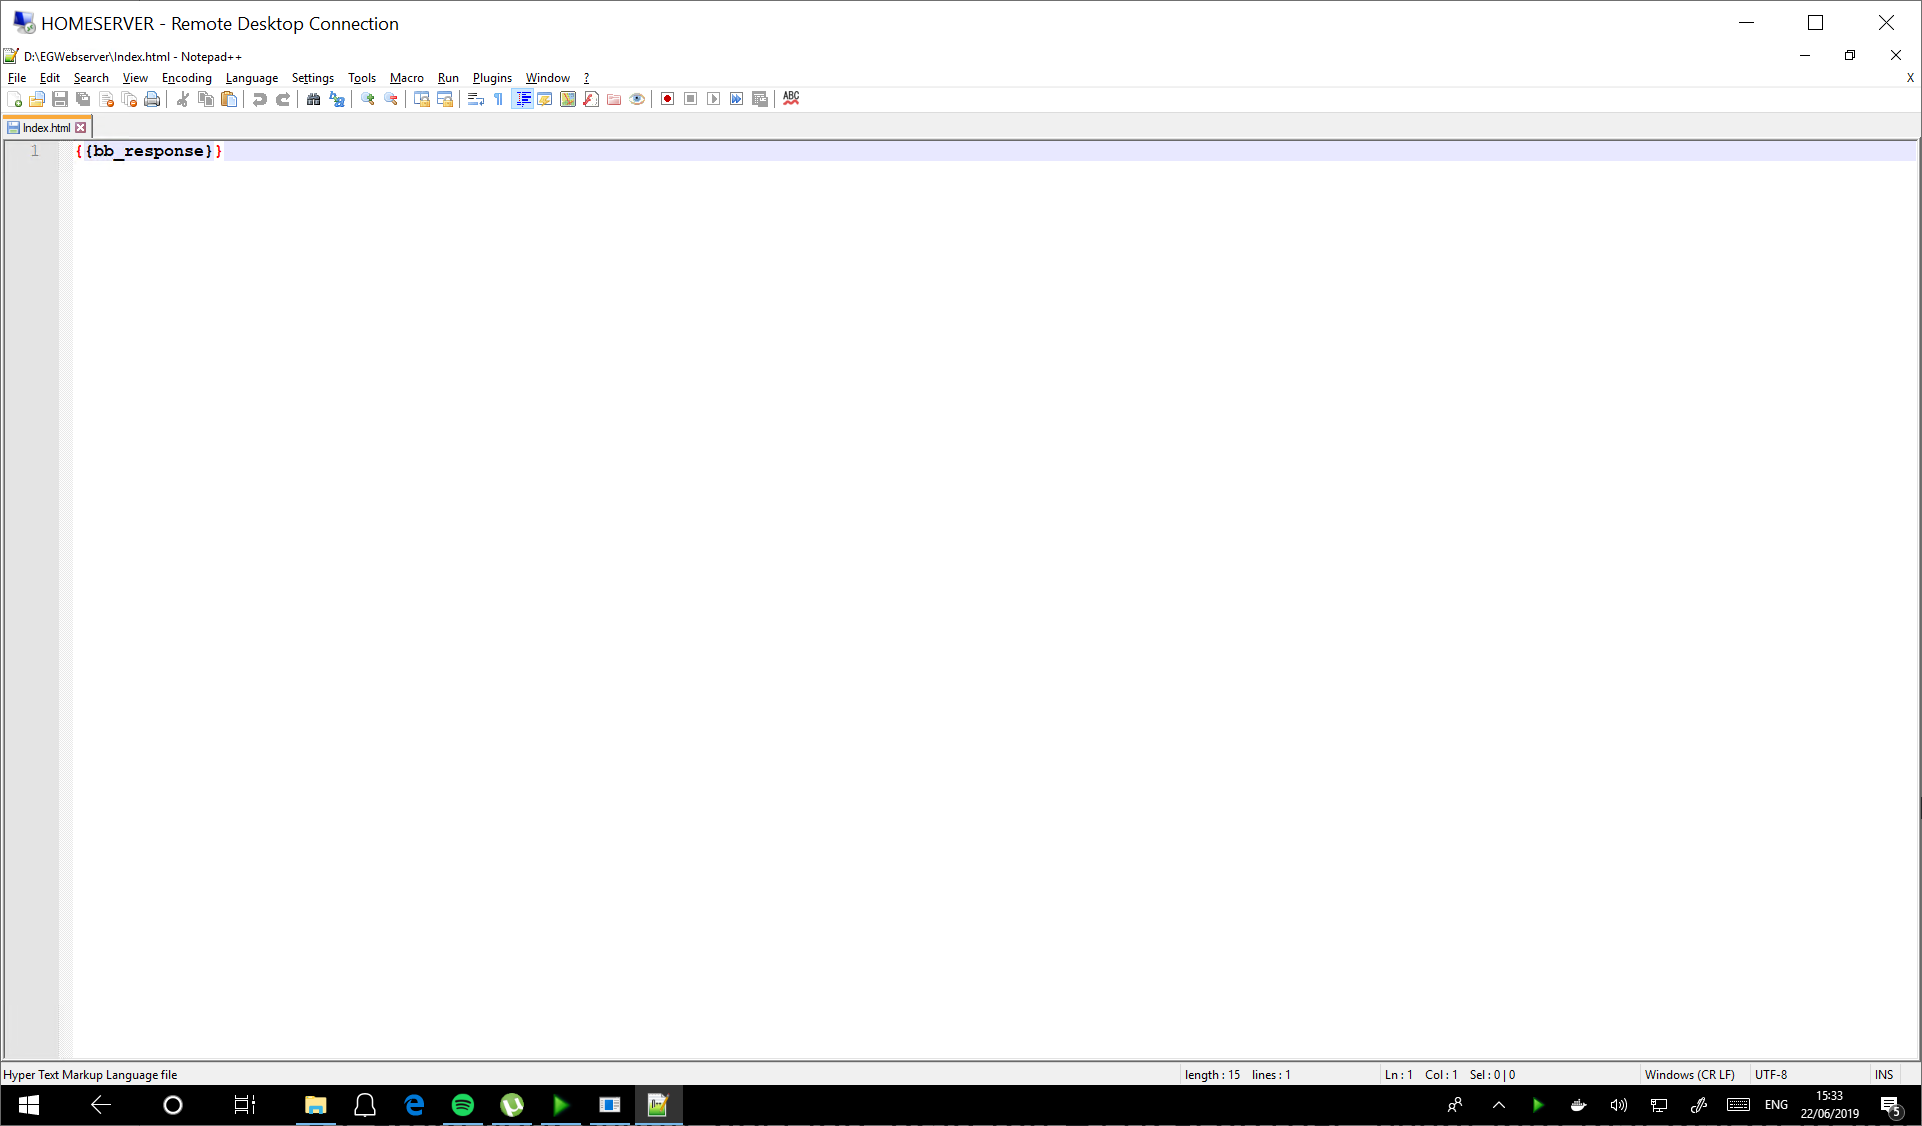 HOMESERVER - Remote Desktop Connection
D:\EGWebserver\Index.html - Notepad++
File Edit Search View Encoding Language Settings Tools Macro Run Plugins Window ?
X
ABC
Index.html
1 {{bb_response}}
Hyper Text Markup Language file
length : 15 lines : 1
Ln : 1 Col : 1 Sel : 0 | 0
Windows (CR LF)
UTF-8
INS
ENG
15:33
22/06/2019
5